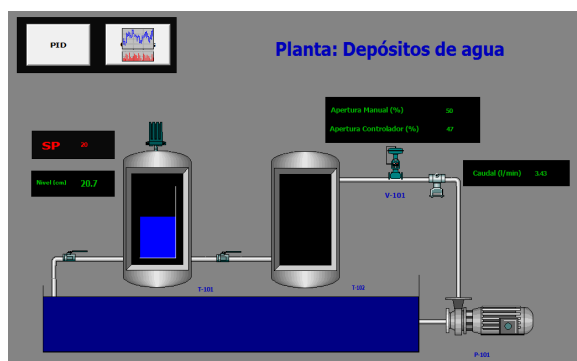 PID
Planta: Depósitos de agua
Apertura Manual (%) 50
Apertura Controlador (%) 47
SP 20
Nivel (cm) 20.7
Caudal (l/min) 3.43
V-101
T-101
T-102
P-101